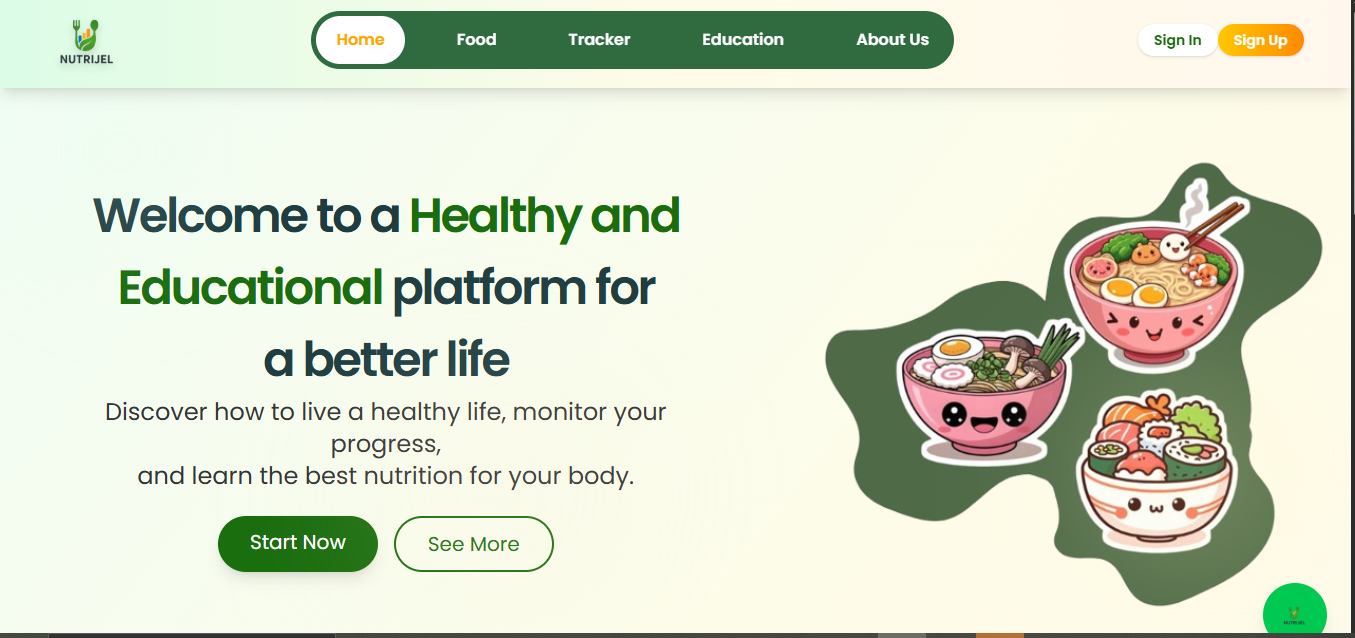 NUTRIJEL
Home
Food
Tracker
Education
About Us
Sign In
Sign Up
Welcome to a Healthy and
Educational platform for
a better life
Discover how to live a healthy life, monitor your
progress,
and learn the best nutrition for your body.
Start Now
See More
NUTRIJEL